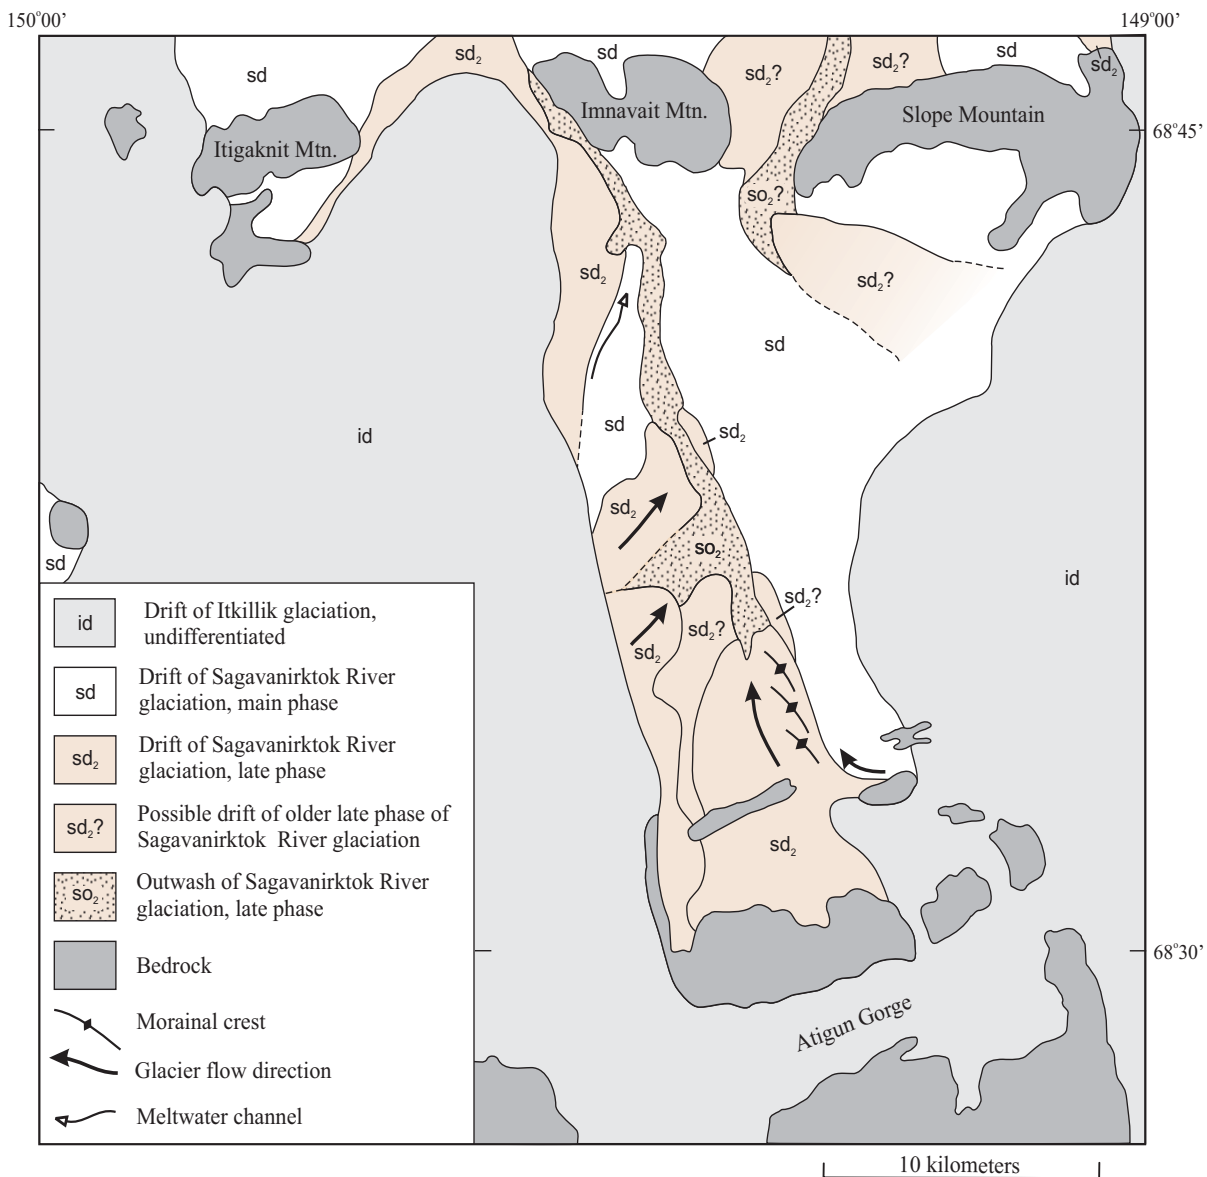 150°00’
149°00’
sd₂
sd
sd
sd₂?
sd₂?
sd
sd₂
Imnavait Mtn.
Slope Mountain
68°45’
Itigaknit Mtn.
so₂?
sd₂
sd₂?
sd
id
sd
sd₂
sd₂
so₂
sd
id
sd₂?
sd₂?
sd₂
sd₂
68°30’
Atigun Gorge
id
Drift of Itkillik glaciation,
undifferentiated
sd
Drift of Sagavanirktok River
glaciation, main phase
sd₂
Drift of Sagavanirktok River
glaciation, late phase
sd₂?
Possible drift of older late phase of
Sagavanirktok River glaciation
so₂
Outwash of Sagavanirktok River
glaciation, late phase
Bedrock
Morainal crest
Glacier flow direction
Meltwater channel
10 kilometers